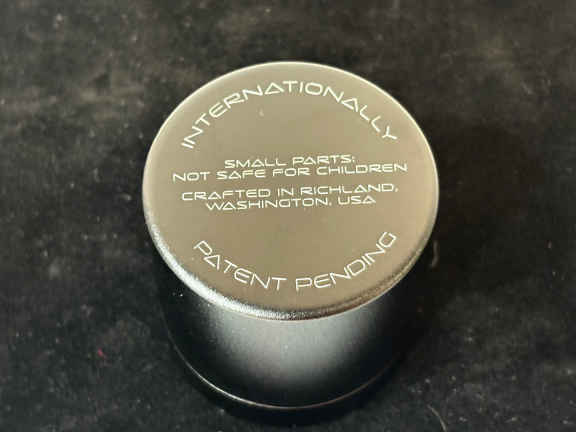 INTERNATIONALLY
SMALL PARTS:
NOT SAFE FOR CHILDREN
CRAFTED IN RICHLAND,
WASHINGTON, USA
PATENT PENDING